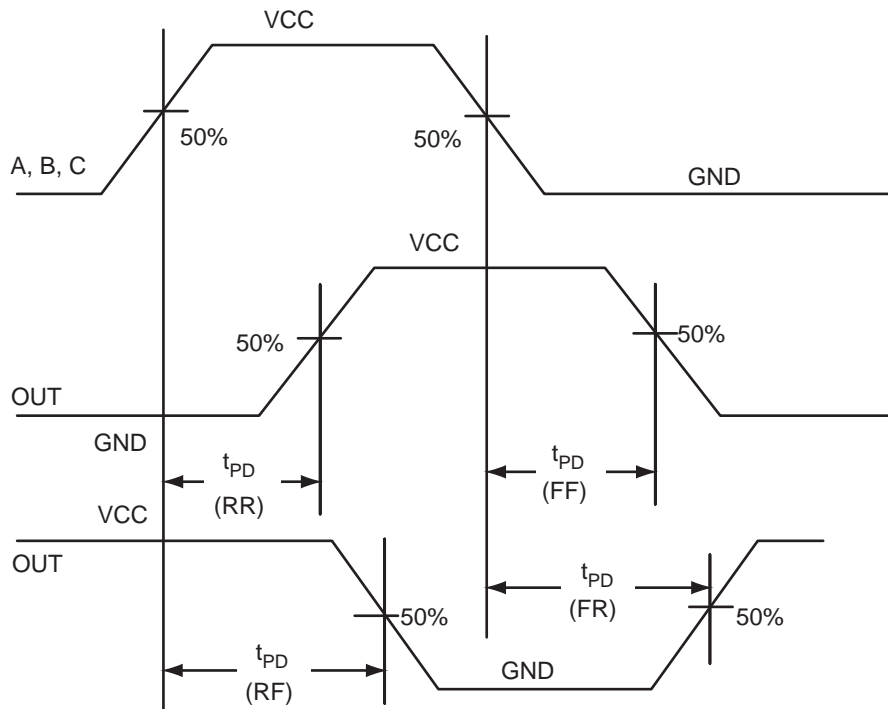 VCC
50%
50%
A, B, C
GND
VCC
50%
50%
OUT
GND
tPD
(RR)
tPD
(FF)
VCC
OUT
tPD
(FR)
50%
50%
tPD
(RF)
GND